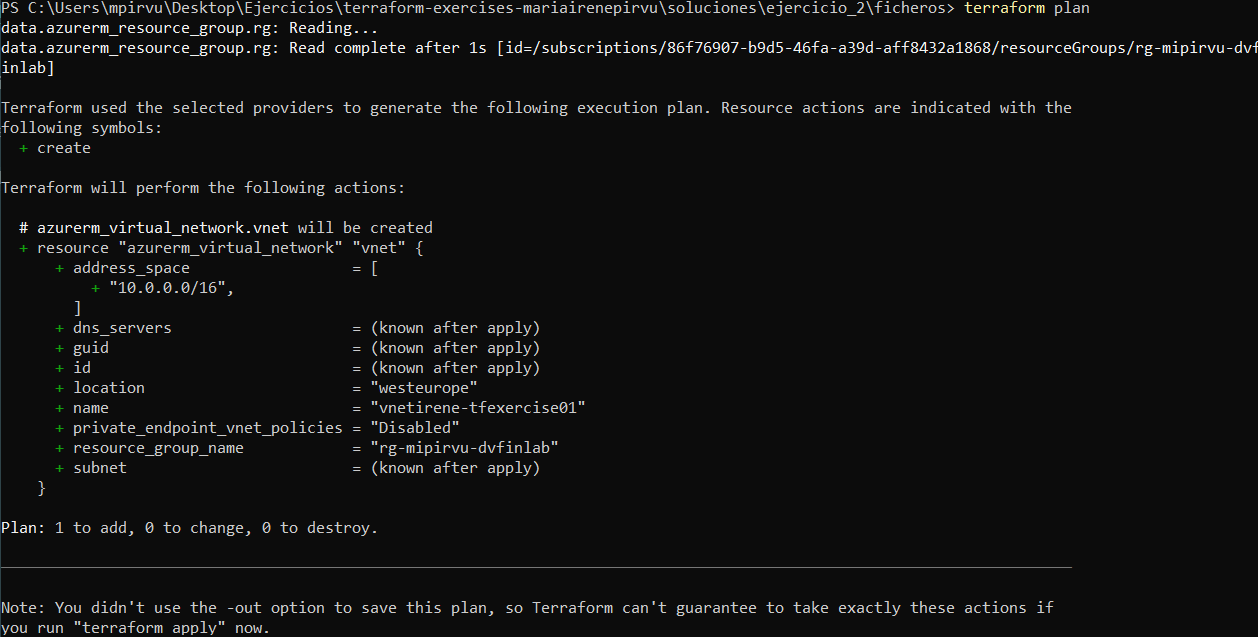 PS C:\Users\mpirvu\Desktop\Ejercicios\terraform-exercises-mariairenepirvu\soluciones\ejercicio_2\ficheros> terraform plan
data.azurerm_resource_group.rg: Reading...
data.azurerm_resource_group.rg: Read complete after 1s [id=/subscriptions/86f76907-b9d5-46fa-a39d-aff8432a1868/resourceGroups/rg-mipirvu-dvf
inlab]
Terraform used the selected providers to generate the following execution plan. Resource actions are indicated with the
following symbols:
  + create
Terraform will perform the following actions:
  # azurerm_virtual_network.vnet will be created
  + resource "azurerm_virtual_network" "vnet" {
      + address_space                  = [
          + "10.0.0.0/16",
        ]
      + dns_servers                    = (known after apply)
      + guid                           = (known after apply)
      + id                             = (known after apply)
      + location                       = "westeurope"
      + name                           = "vnetirene-tfexercise01"
      + private_endpoint_vnet_policies = "Disabled"
      + resource_group_name            = "rg-mipirvu-dvfinlab"
      + subnet                         = (known after apply)
    }
Plan: 1 to add, 0 to change, 0 to destroy.
Note: You didn't use the -out option to save this plan, so Terraform can't guarantee to take exactly these actions if
you run "terraform apply" now.